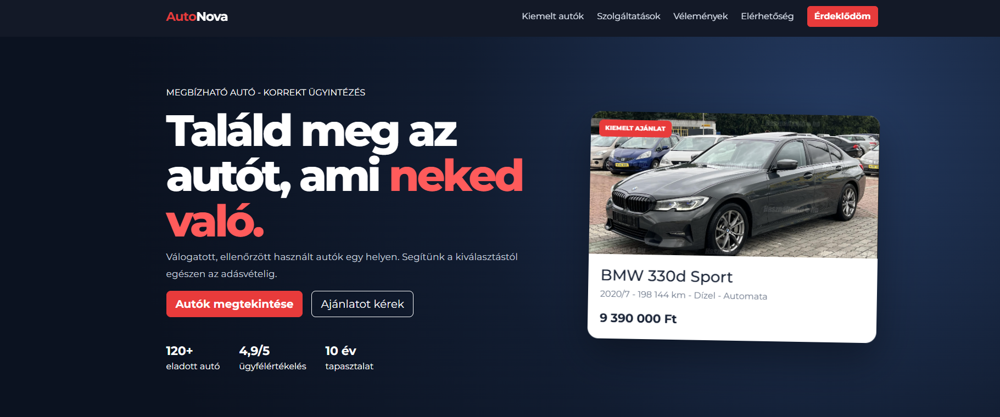 AutoNova
Kiemelt autók
Szolgáltatások
Vélemények
Elérhetőség
Érdeklődöm
MEGBÍZHATÓ AUTÓ - KORREKT ÜGYINTÉZÉS
Találd meg az
autót, ami neked
való.
Válogatott, ellenőrzött használt autók egy helyen. Segítünk a kiválasztástól
egészen az adásvételig.
Autók megtekintése
Ajánlatot kérek
120+
eladott autó
4,9/5
ügyfélértékelés
10 év
tapasztalat
KIEMELT AJÁNLAT
BMW 330d Sport
2020/7 - 198 144 km - Dízel - Automata
9 390 000 Ft